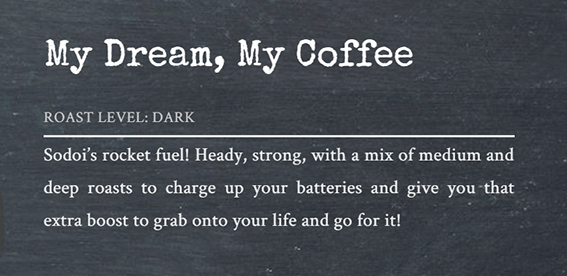 My Dream, My Coffee
ROAST LEVEL: DARK
Sodoi’s rocket fuel! Heady, strong, with a mix of medium and
deep roasts to charge up your batteries and give you that
extra boost to grab onto your life and go for it!